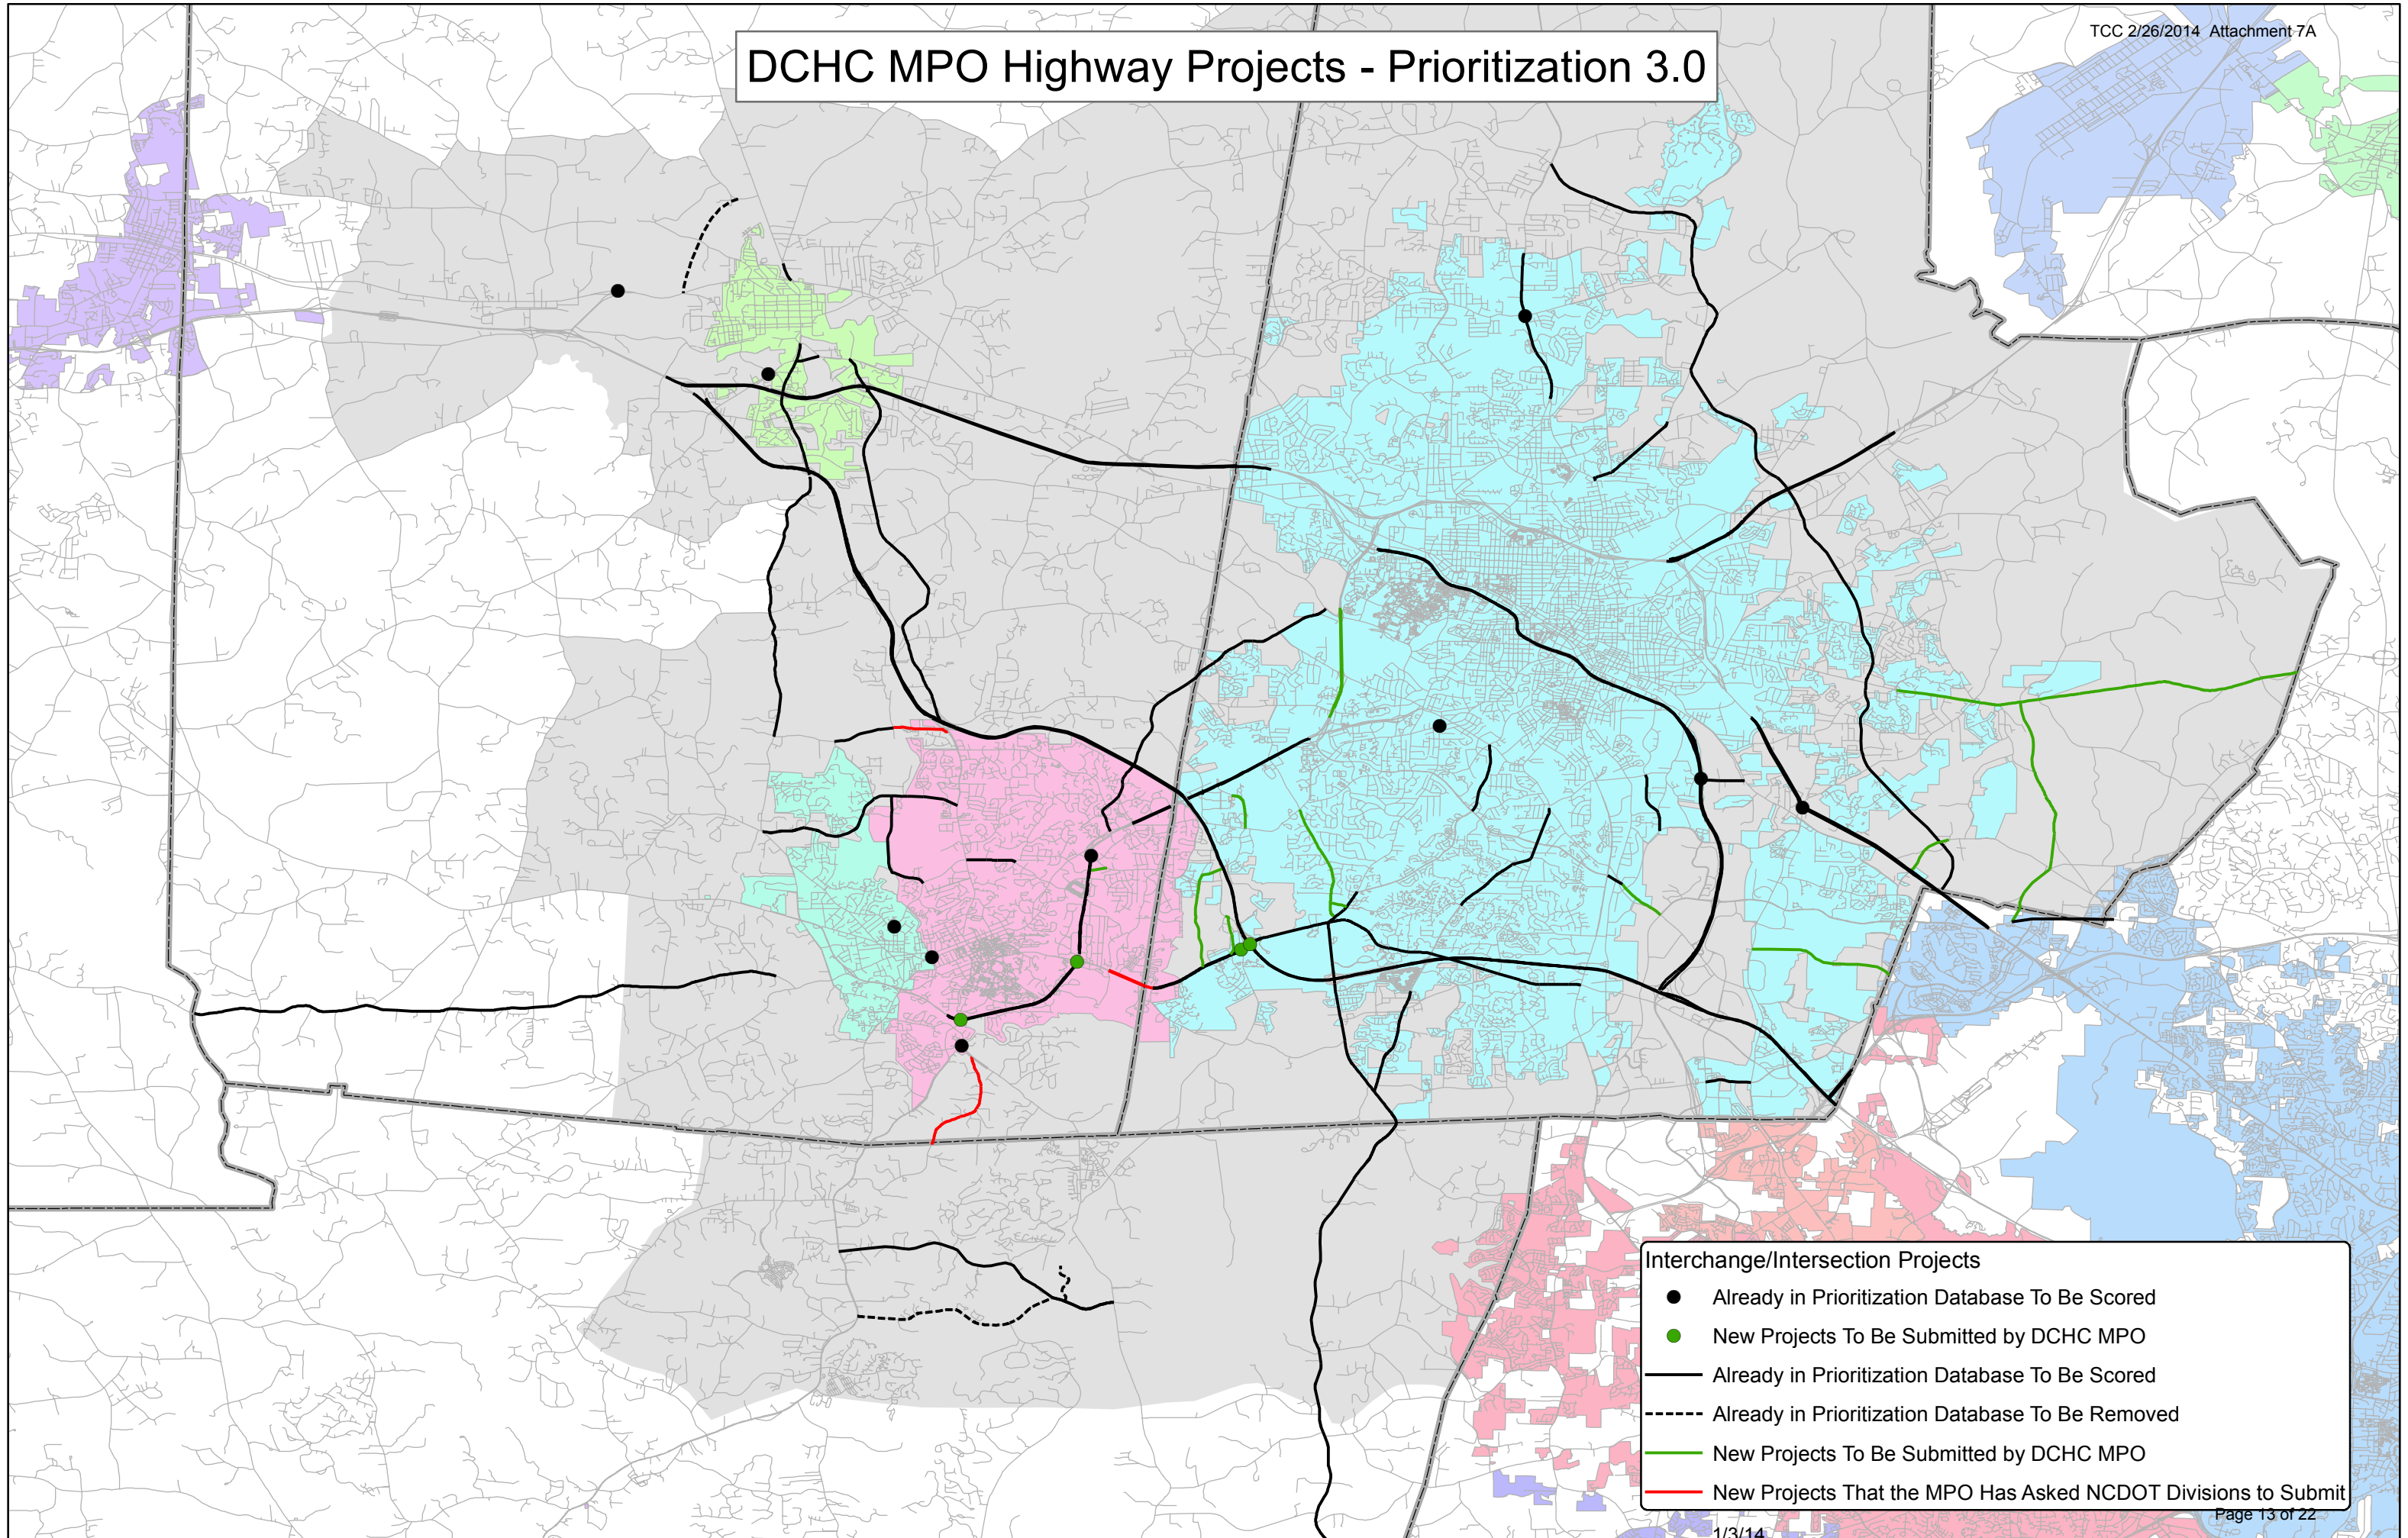 TCC 2/26/2014 Attachment 7A
DCHC MPO Highway Projects - Prioritization 3.0
Interchange/Intersection Projects
Already in Prioritization Database To Be Scored
New Projects To Be Submitted by DCHC MPO
Already in Prioritization Database To Be Scored
Already in Prioritization Database To Be Removed
New Projects To Be Submitted by DCHC MPO
New Projects That the MPO Has Asked NCDOT Divisions to Submit
Page 13 of 22
1/3/14